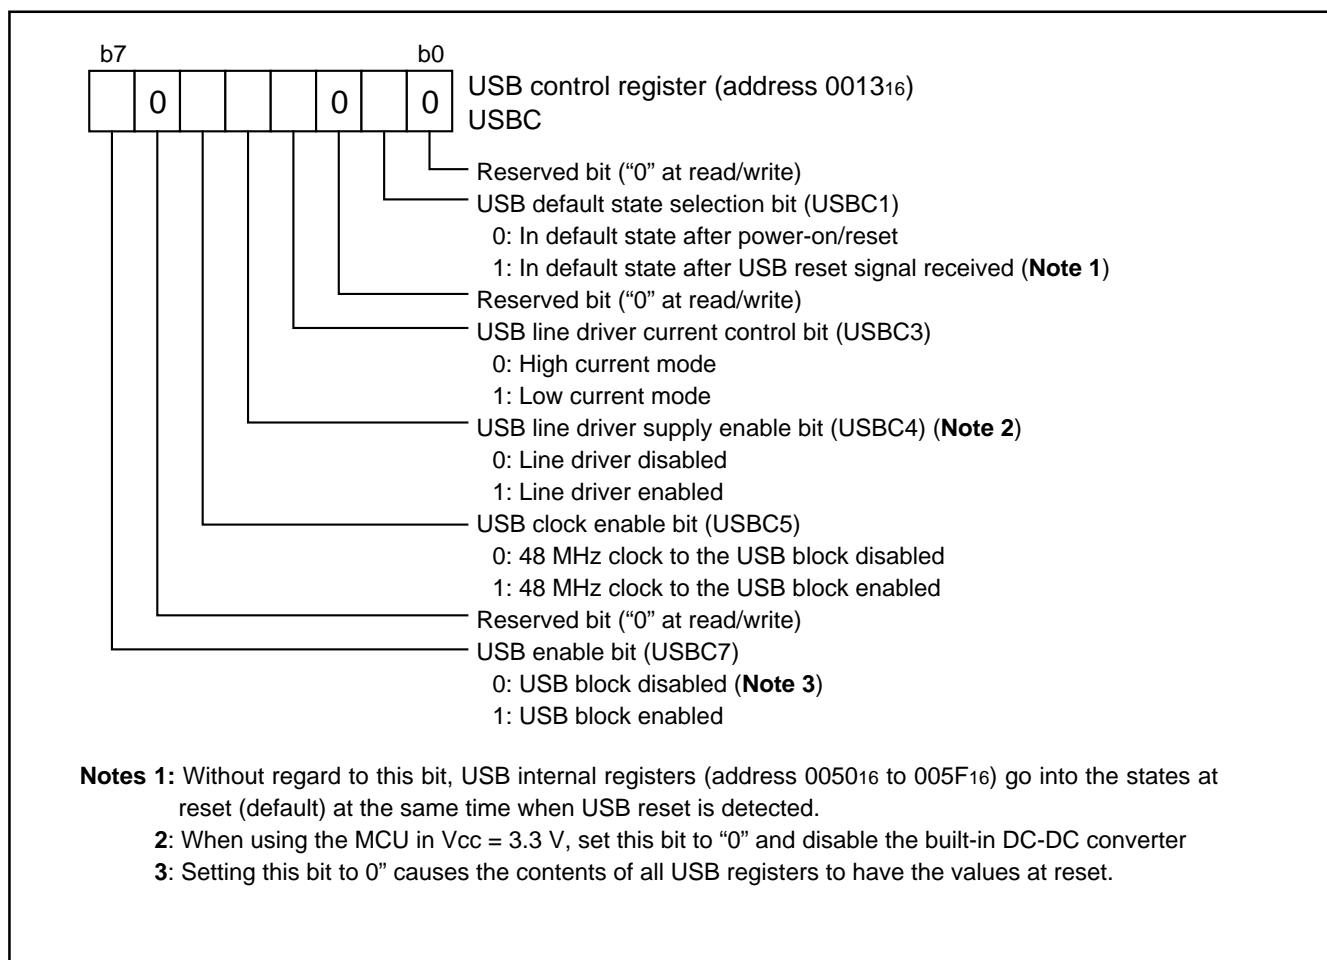 b7 b0
0 0 0
USB control register (address 001316)
USBC
Reserved bit (“0” at read/write)
USB default state selection bit (USBC1)
0: In default state after power-on/reset
1: In default state after USB reset signal received (Note 1)
Reserved bit (“0” at read/write)
USB line driver current control bit (USBC3)
0: High current mode
1: Low current mode
USB line driver supply enable bit (USBC4) (Note 2)
0: Line driver disabled
1: Line driver enabled
USB clock enable bit (USBC5)
0: 48 MHz clock to the USB block disabled
1: 48 MHz clock to the USB block enabled
Reserved bit (“0” at read/write)
USB enable bit (USBC7)
0: USB block disabled (Note 3)
1: USB block enabled
Notes 1: Without regard to this bit, USB internal registers (address 005016 to 005F16) go into the states at
reset (default) at the same time when USB reset is detected.
2: When using the MCU in Vcc = 3.3 V, set this bit to “0” and disable the built-in DC-DC converter
3: Setting this bit to 0” causes the contents of all USB registers to have the values at reset.